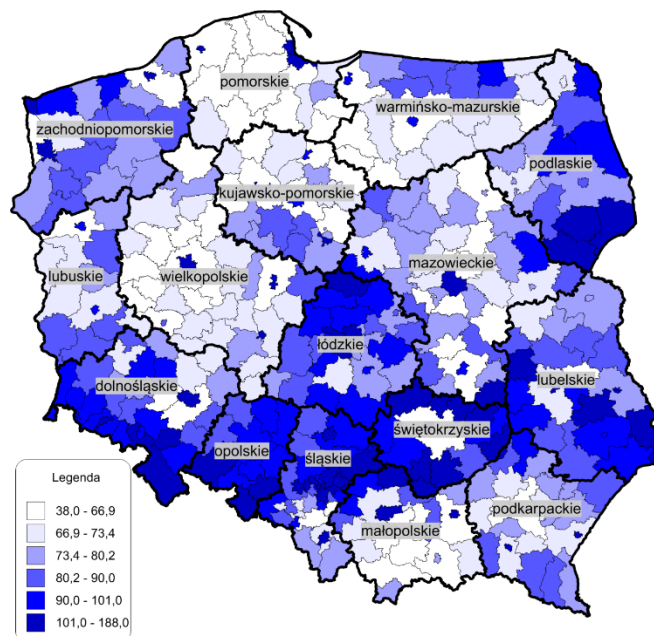 pomorskie
warmińsko-mazurskie
zachodniopomorskie
podlaskie
kujawsko-pomorskie
mazowieckie
lubuskie
wielkopolskie
łódzkie
lubelskie
dolnośląskie
świętokrzyskie
opolskie
śląskie
podkarpackie
małopolskie
Legenda
38,0 - 66,9
66,9 - 73,4
73,4 - 80,2
80,2 - 90,0
90,0 - 101,0
101,0 - 188,0